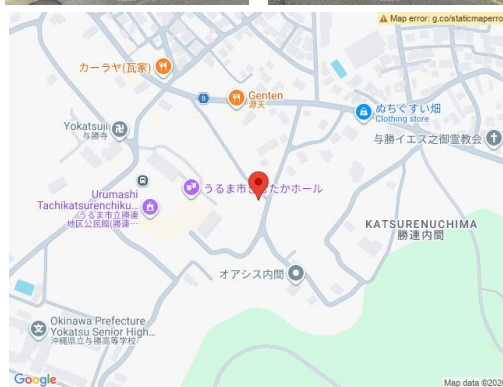 Map error: g.co/staticmaperro
カーラヤ(瓦家)
8
Genten
源天
ぬちぐすい畑
Clothing store
Yokatsuji
与勝寺
与勝イエス之御霊教会
うるま市
たかホール
Urumashi
Tachikatsurenchiku...
うるま市立勝連
地区公民館(勝連…
KATSURENUCHIMA
勝連内間
オアシス内間
Okinawa Prefecture
Yokatsu Senior High...
沖縄県立与勝高等学校
Google
Map data ©202